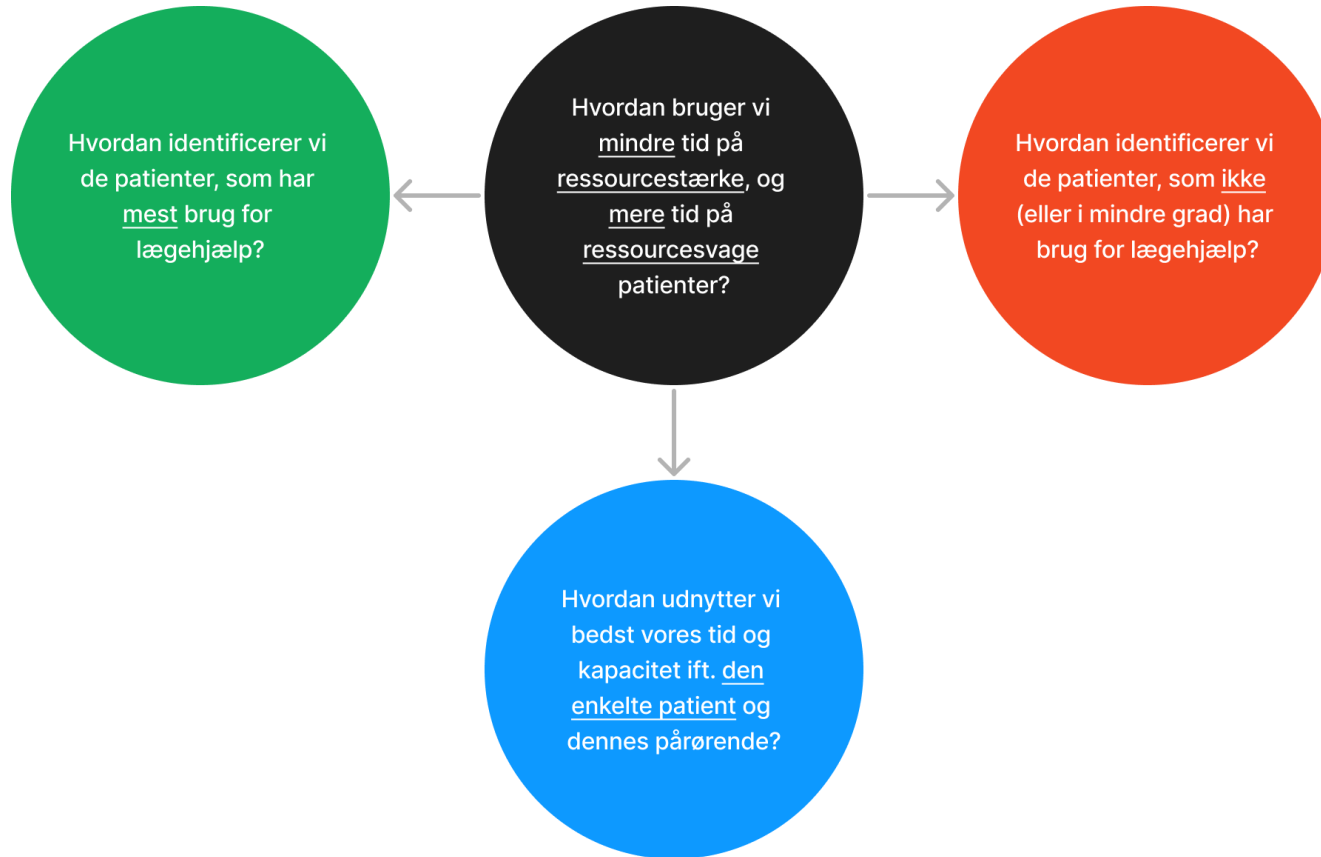 Hvordan identificerer vi
de patienter, som har
mest brug for
lægehjælp?
Hvordan bruger vi
mindre tid på
ressourcestærke, og
mere tid på
ressourcesvage
patienter?
Hvordan identificerer vi
de patienter, som ikke
(eller i mindre grad) har
brug for lægehjælp?
Hvordan udnytter vi
bedst vores tid og
kapacitet ift. den
enkelte patient og
dennes pårørende?